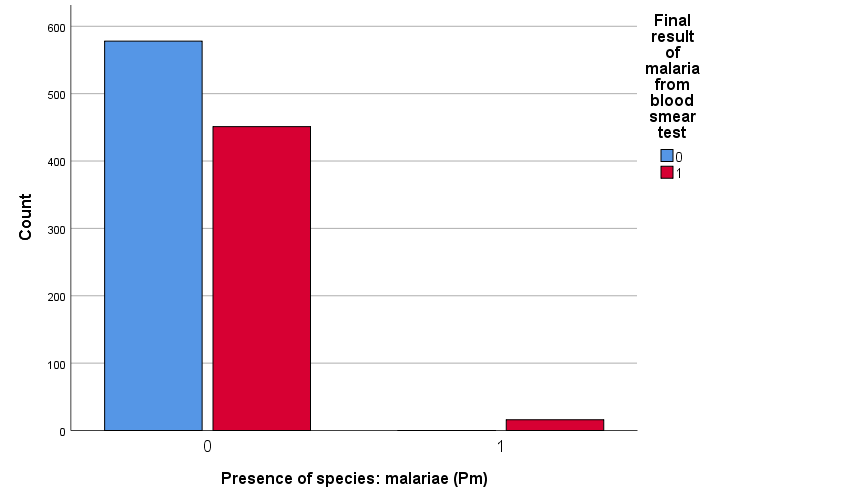 600
500
400
300
200
100
0
Count
0
1
Presence of species: malariae (Pm)
Final
result
of
malaria
from
blood
smear
test
0
1